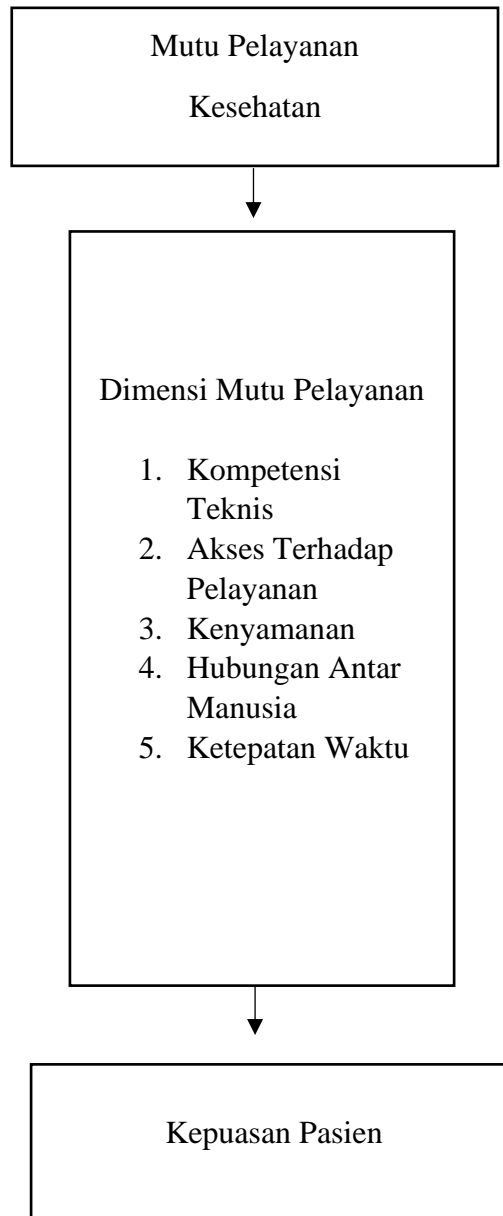 Mutu Pelayanan
Kesehatan
Dimensi Mutu Pelayanan
1. Kompetensi
Teknis
2. Akses Terhadap
Pelayanan
3. Kenyamanan
4. Hubungan Antar
Manusia
5. Ketepatan Waktu
Kepuasan Pasien